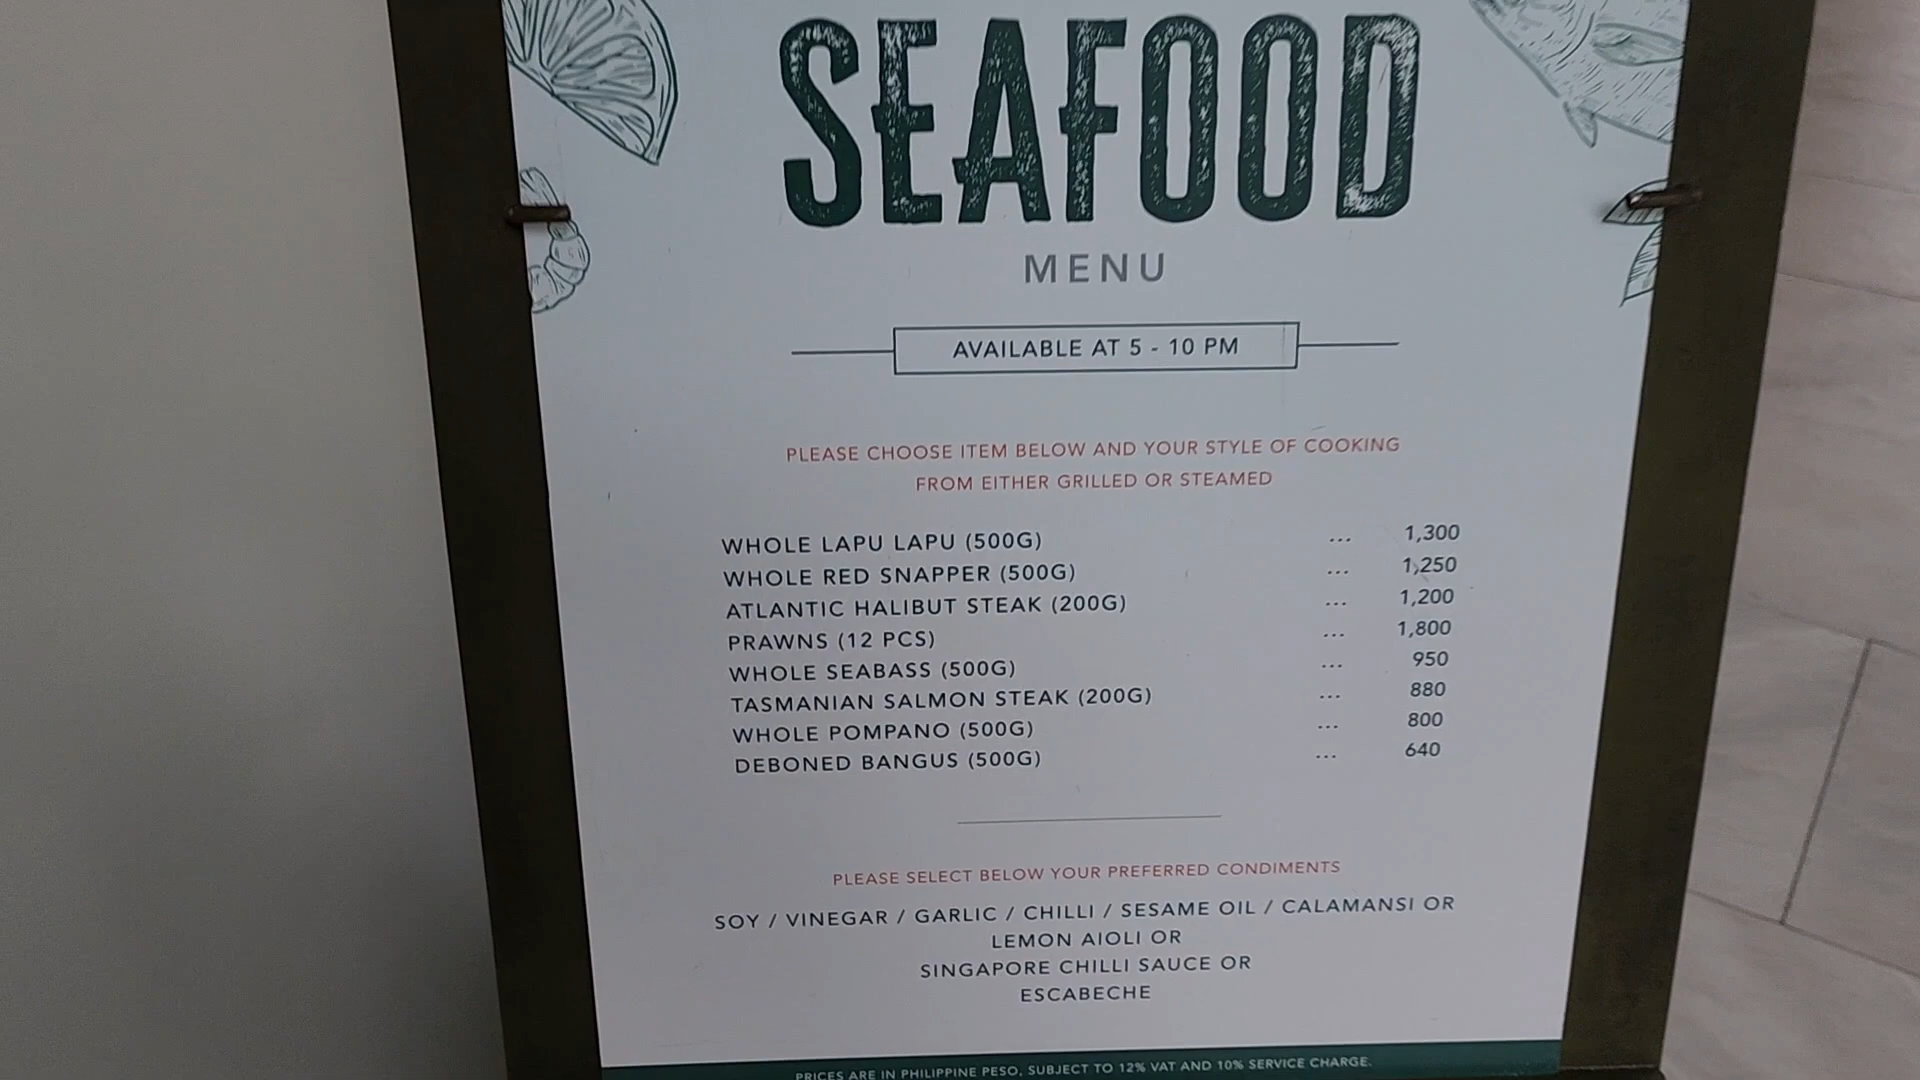 SEAFOOD
MENU
AVAILABLE AT 5 - 10 PM
PLEASE CHOOSE ITEM BELOW AND YOUR STYLE OF COOKING
FROM EITHER GRILLED OR STEAMED
WHOLE LAPU LAPU (500G) ... 1,300
WHOLE RED SNAPPER (500G) ... 1,250
ATLANTIC HALIBUT STEAK (200G) ... 1,200
PRAWNS (12 PCS) ... 1,800
WHOLE SEABASS (500G) ... 950
TASMANIAN SALMON STEAK (200G) ... 880
WHOLE POMPANO (500G) ... 800
DEBONED BANGUS (500G) ... 640
PLEASE SELECT BELOW YOUR PREFERRED CONDIMENTS
SOY / VINEGAR / GARLIC / CHILLI / SESAME OIL / CALAMANSI OR
LEMON AIOLI OR
SINGAPORE CHILLI SAUCE OR
ESCABECHE
PRICES ARE IN PHILIPPINE PESO, SUBJECT TO 12% VAT AND 10% SERVICE CHARGE.